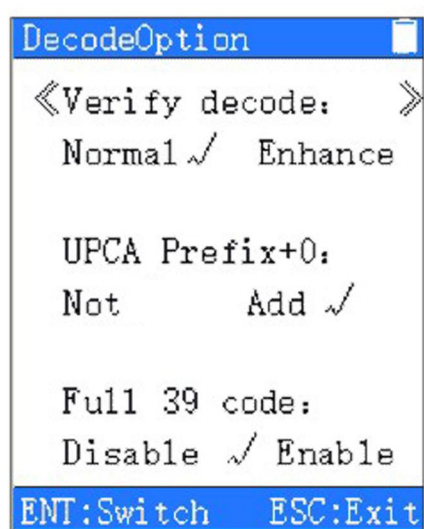 DecodeOption
《Verify decode: 》
Normal√ Enhance
UPCA Prefix+0:
Not Add √
Full 39 code:
Disable √ Enable
ENT:Switch ESC:Exit